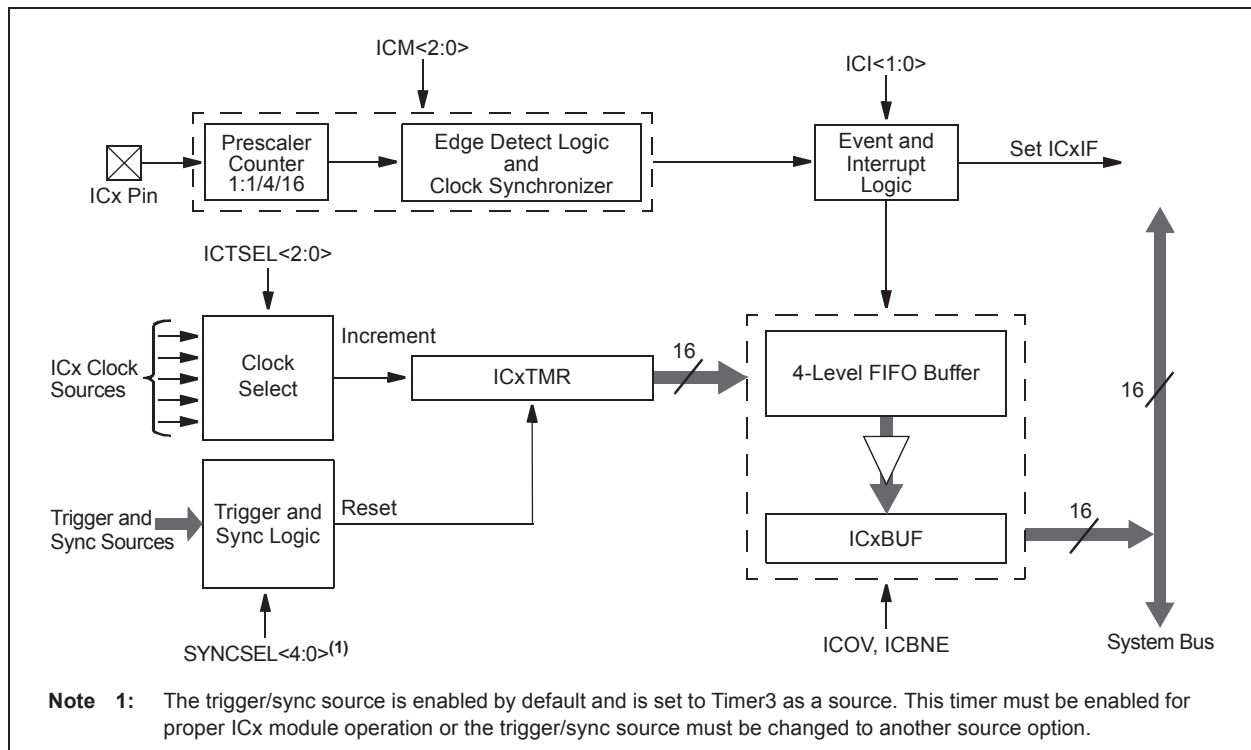 ICM<2:0>
ICI<1:0>
Prescaler
Counter
1:1/4/16
Edge Detect Logic
and
Clock Synchronizer
Event and
Interrupt
Logic
Set ICxIF
ICx Pin
ICTSEL<2:0>
Increment
ICx Clock
Sources
Clock
Select
ICxTMR
16
4-Level FIFO Buffer
16
Trigger and
Sync Sources
Trigger and
Sync Logic
Reset
ICxBUF
16
SYNCSEL<4:0>(1)
ICOV, ICBNE
System Bus
Note 1: The trigger/sync source is enabled by default and is set to Timer3 as a source. This timer must be enabled for
proper ICx module operation or the trigger/sync source must be changed to another source option.